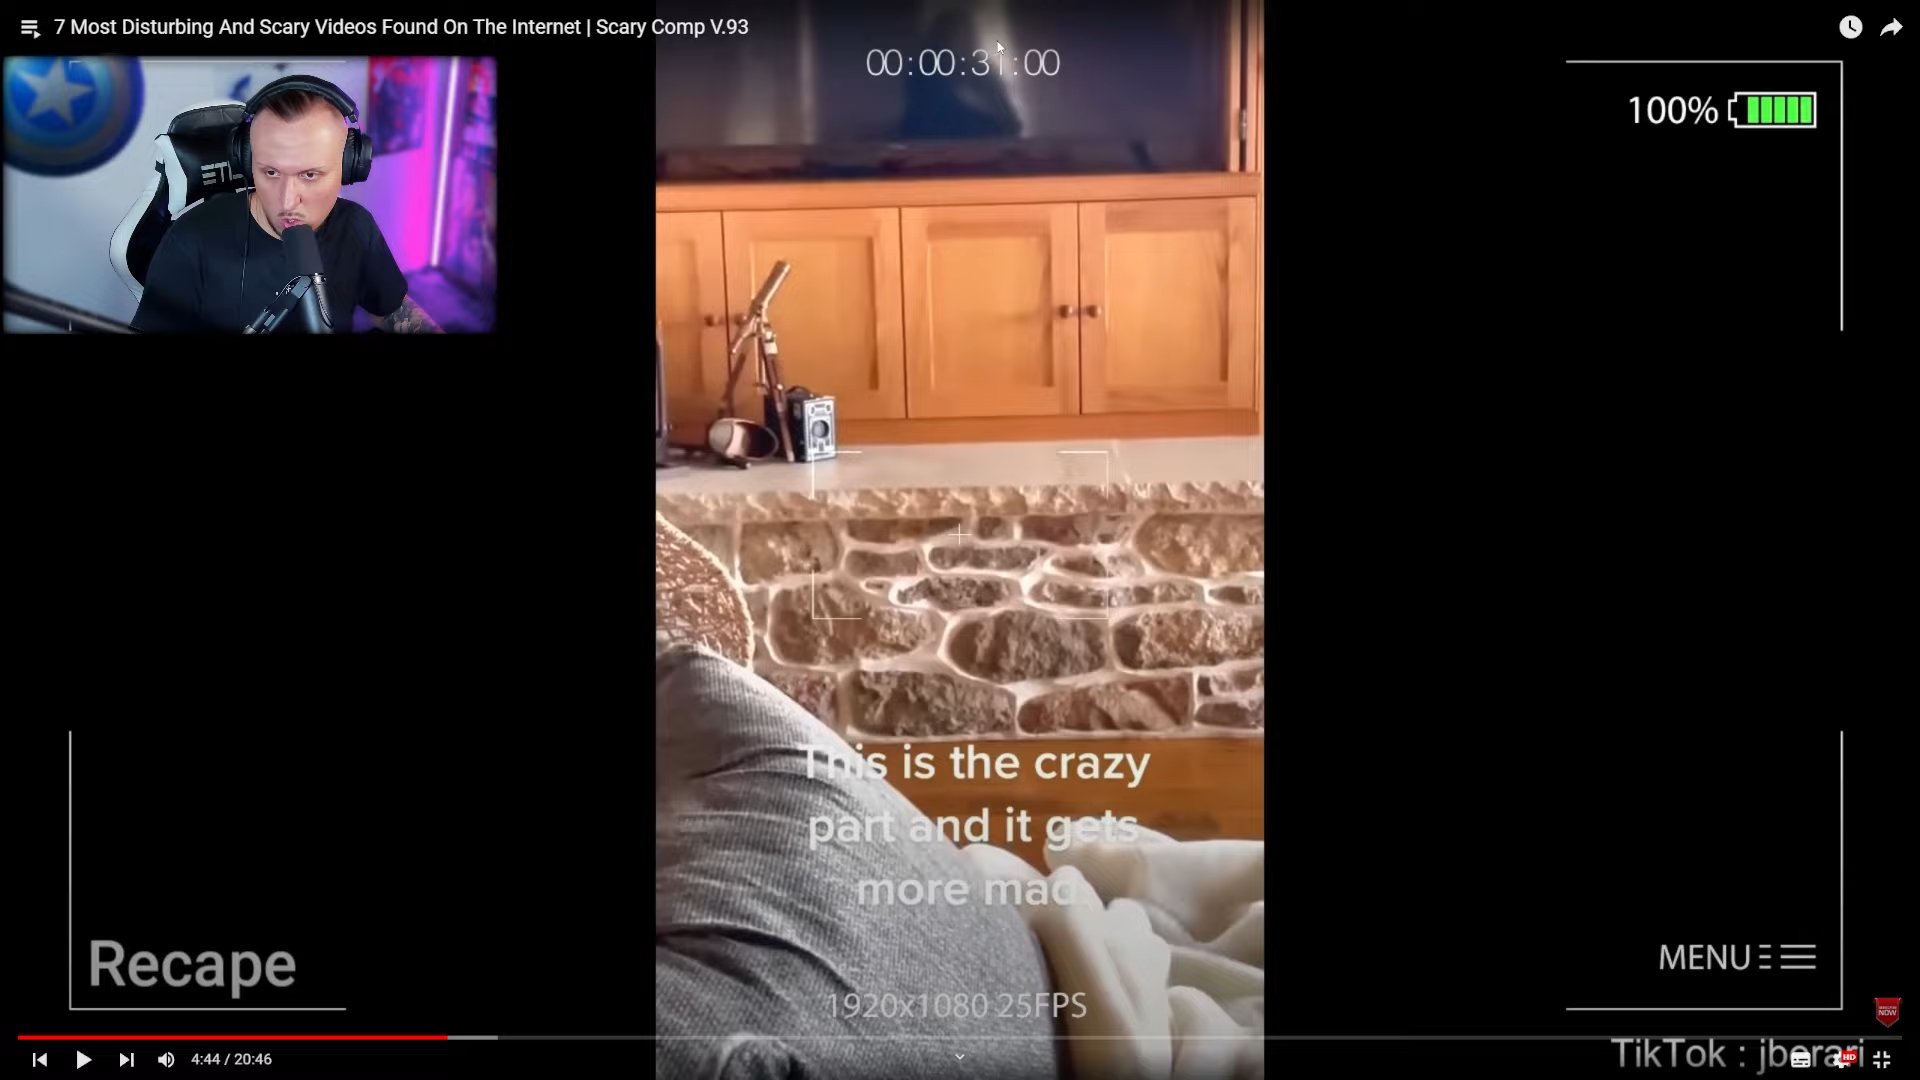 7 Most Disturbing And Scary Videos Found On The Internet | Scary Comp V.93
00:00:31:00
100%
This is the crazy
part and it gets
more mad
Recape
MENU
1920x1080 25FPS
NOW
4:44 / 20:46
TikTok : jberari
HD